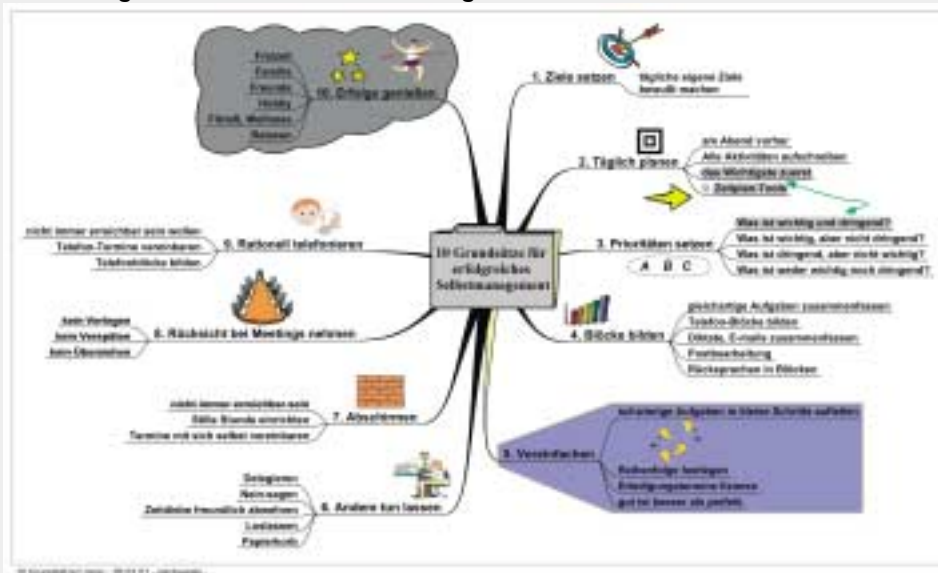 10 Grundsätze für
erfolgreiches
Selbstmanagement
1. Ziele setzen
tägliche eigene Ziele
bewußt machen
2. Täglich planen
am Abend vorher
Alle Aktivitäten aufschreiben
das Wichtigste zuerst
Zeitplan-Tools
3. Prioritäten setzen
A B C
Was ist wichtig und dringend?
Was ist wichtig, aber nicht dringend?
Was ist dringend, aber nicht wichtig?
Was ist weder wichtig noch dringend?
4. Blöcke bilden
gleichartige Aufgaben zusammenfassen
Telefon-Blöcke bilden
Diktate, E-mails zusammenfassen
Postbearbeitung
Rücksprachen in Blöcken
5. Vereinfachen
schwierige Aufgaben in kleine Schritte aufteilen
Reihenfolge festlegen
Erledigungstermine fixieren
gut ist besser als perfekt.
6. Andere tun lassen
Delegieren
Nein sagen
Zeitdiebe freundlich abwehren
Loslassen
Papierkorb
7. Abschirmen
nicht immer erreichbar sein
Stille Stunde einrichten
Termine mit sich selbst vereinbaren
8. Rücksicht bei Meetings nehmen
kein Vertagen
kein Verspäten
kein Überziehen
9. Rationell telefonieren
nicht immer erreichbar sein wollen
Telefon-Termine vereinbaren
Telefonblöcke bilden
10. Erfolge genießen
Freizeit
Familie
Freunde
Hobby
Fitneß, Wellness
Reisen